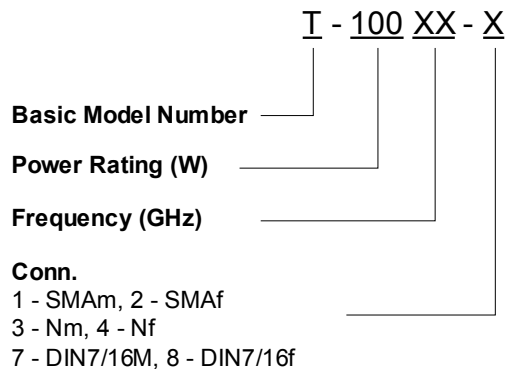 T - 100 XX - X
Basic Model Number
Power Rating (W)
Frequency (GHz)
Conn.
1 - SMAm, 2 - SMAf
3 - Nm, 4 - Nf
7 - DIN7/16M, 8 - DIN7/16f